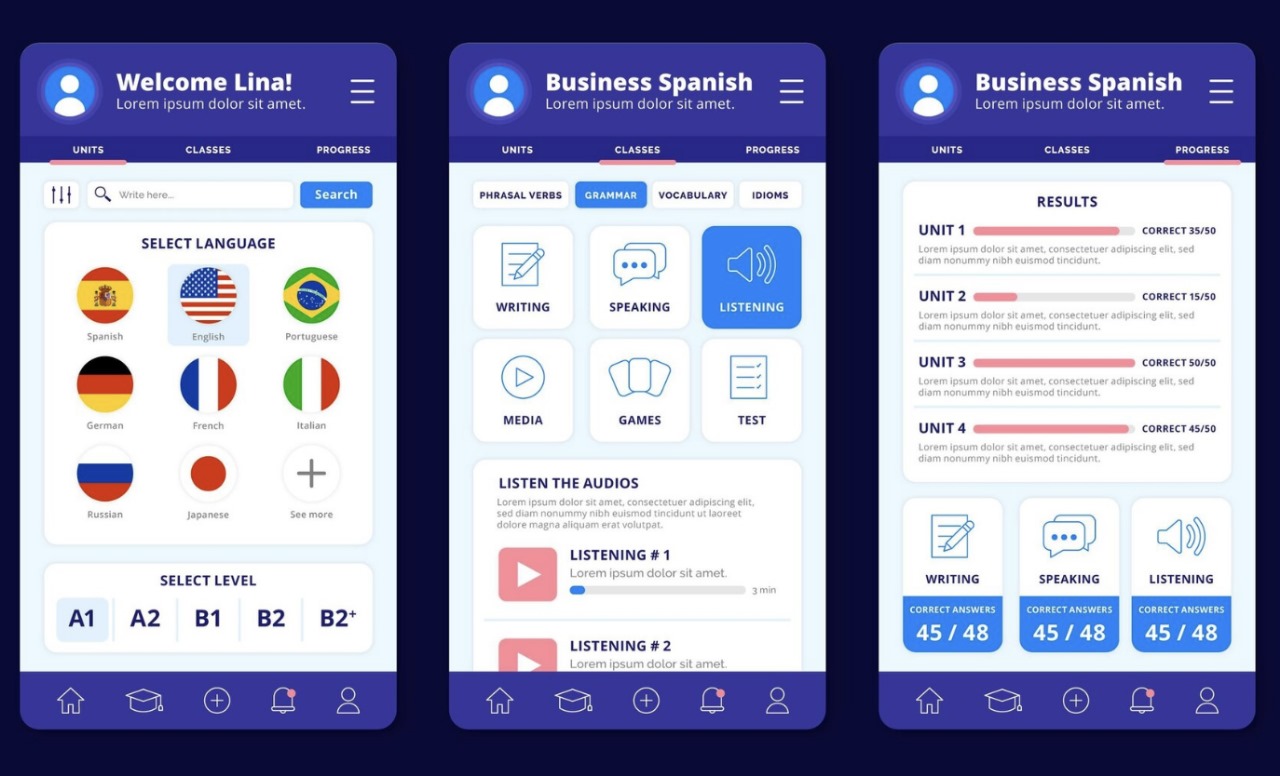 Welcome Lina!
Lorem ipsum dolor sit amet.
UNITS CLASSES PROGRESS
Write here... Search
SELECT LANGUAGE
Spanish English Portuguese
German French Italian
Russian Japanese See more
SELECT LEVEL
A1 A2 B1 B2 B2+
Business Spanish
Lorem ipsum dolor sit amet.
UNITS CLASSES PROGRESS
PHRASAL VERBS GRAMMAR VOCABULARY IDIOMS
WRITING SPEAKING LISTENING
MEDIA GAMES TEST
LISTEN THE AUDIOS
Lorem ipsum dolor sit amet, consectetuer adipiscing elit,
sed diam nonummy nibh euismod tincidunt ut laoreet
dolore magna aliquam erat volutpat.
LISTENING # 1
Lorem ipsum dolor sit amet.
3 min
LISTENING # 2
Lorem ipsum dolor sit amet.
Business Spanish
Lorem ipsum dolor sit amet.
UNITS CLASSES PROGRESS
RESULTS
UNIT 1 CORRECT 35/50
Lorem ipsum dolor sit amet, consectetuer adipiscing elit, sed
diam nonummy nibh euismod tincidunt.
UNIT 2 CORRECT 15/50
Lorem ipsum dolor sit amet, consectetuer adipiscing elit, sed
diam nonummy nibh euismod tincidunt.
UNIT 3 CORRECT 50/50
Lorem ipsum dolor sit amet, consectetuer adipiscing elit, sed
diam nonummy nibh euismod tincidunt.
UNIT 4 CORRECT 45/50
Lorem ipsum dolor sit amet, consectetuer adipiscing elit, sed
diam nonummy nibh euismod tincidunt.
WRITING SPEAKING LISTENING
CORRECT ANSWERS CORRECT ANSWERS CORRECT ANSWERS
45 / 48 45 / 48 45 / 48